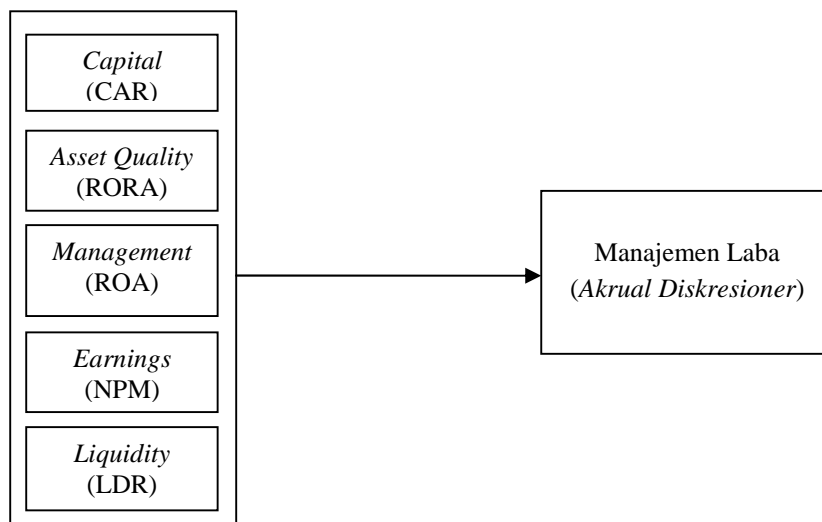 Capital
(CAR)
Asset Quality
(RORA)
Management
(ROA)
Earnings
(NPM)
Liquidity
(LDR)
Manajemen Laba
(Akrual Diskresioner)